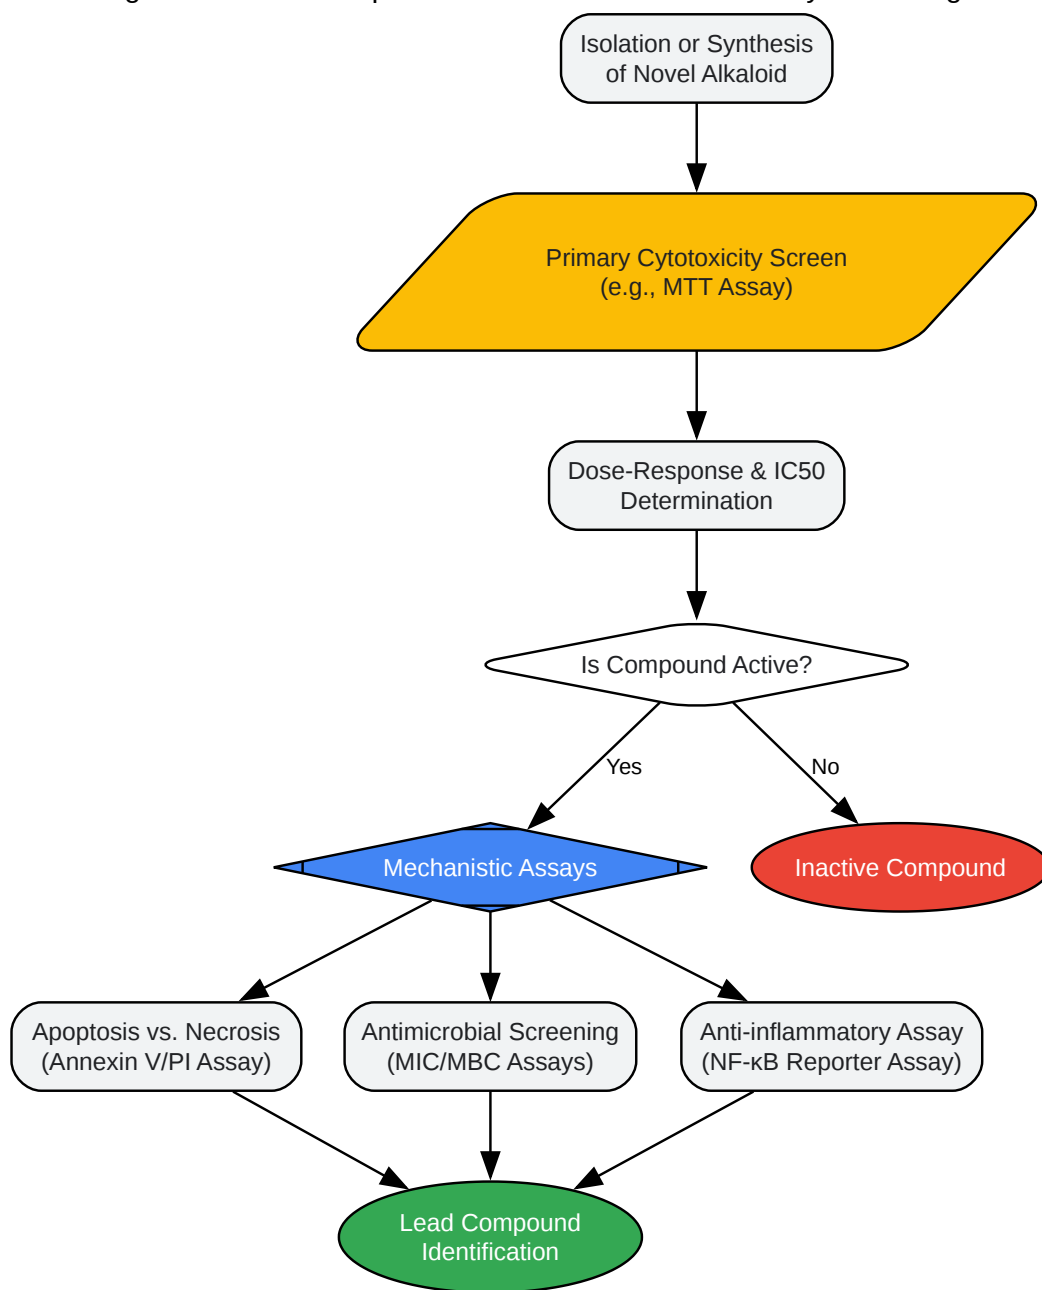 Isolation or Synthesis
of Novel Alkaloid
Primary Cytotoxicity Screen
(e.g., MTT Assay)
Dose-Response & IC50
Determination
Is Compound Active?
Yes
No
Mechanistic Assays
Inactive Compound
Apoptosis vs. Necrosis
(Annexin V/PI Assay)
Antimicrobial Screening
(MIC/MBC Assays)
Anti-inflammatory Assay
(NF-κB Reporter Assay)
Lead Compound
Identification